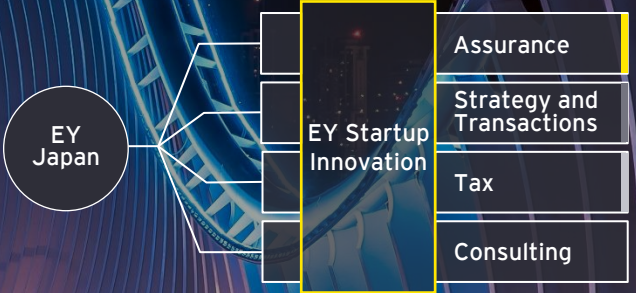 EY
Japan
EY Startup
Innovation
Assurance
Strategy and
Transactions
Tax
Consulting